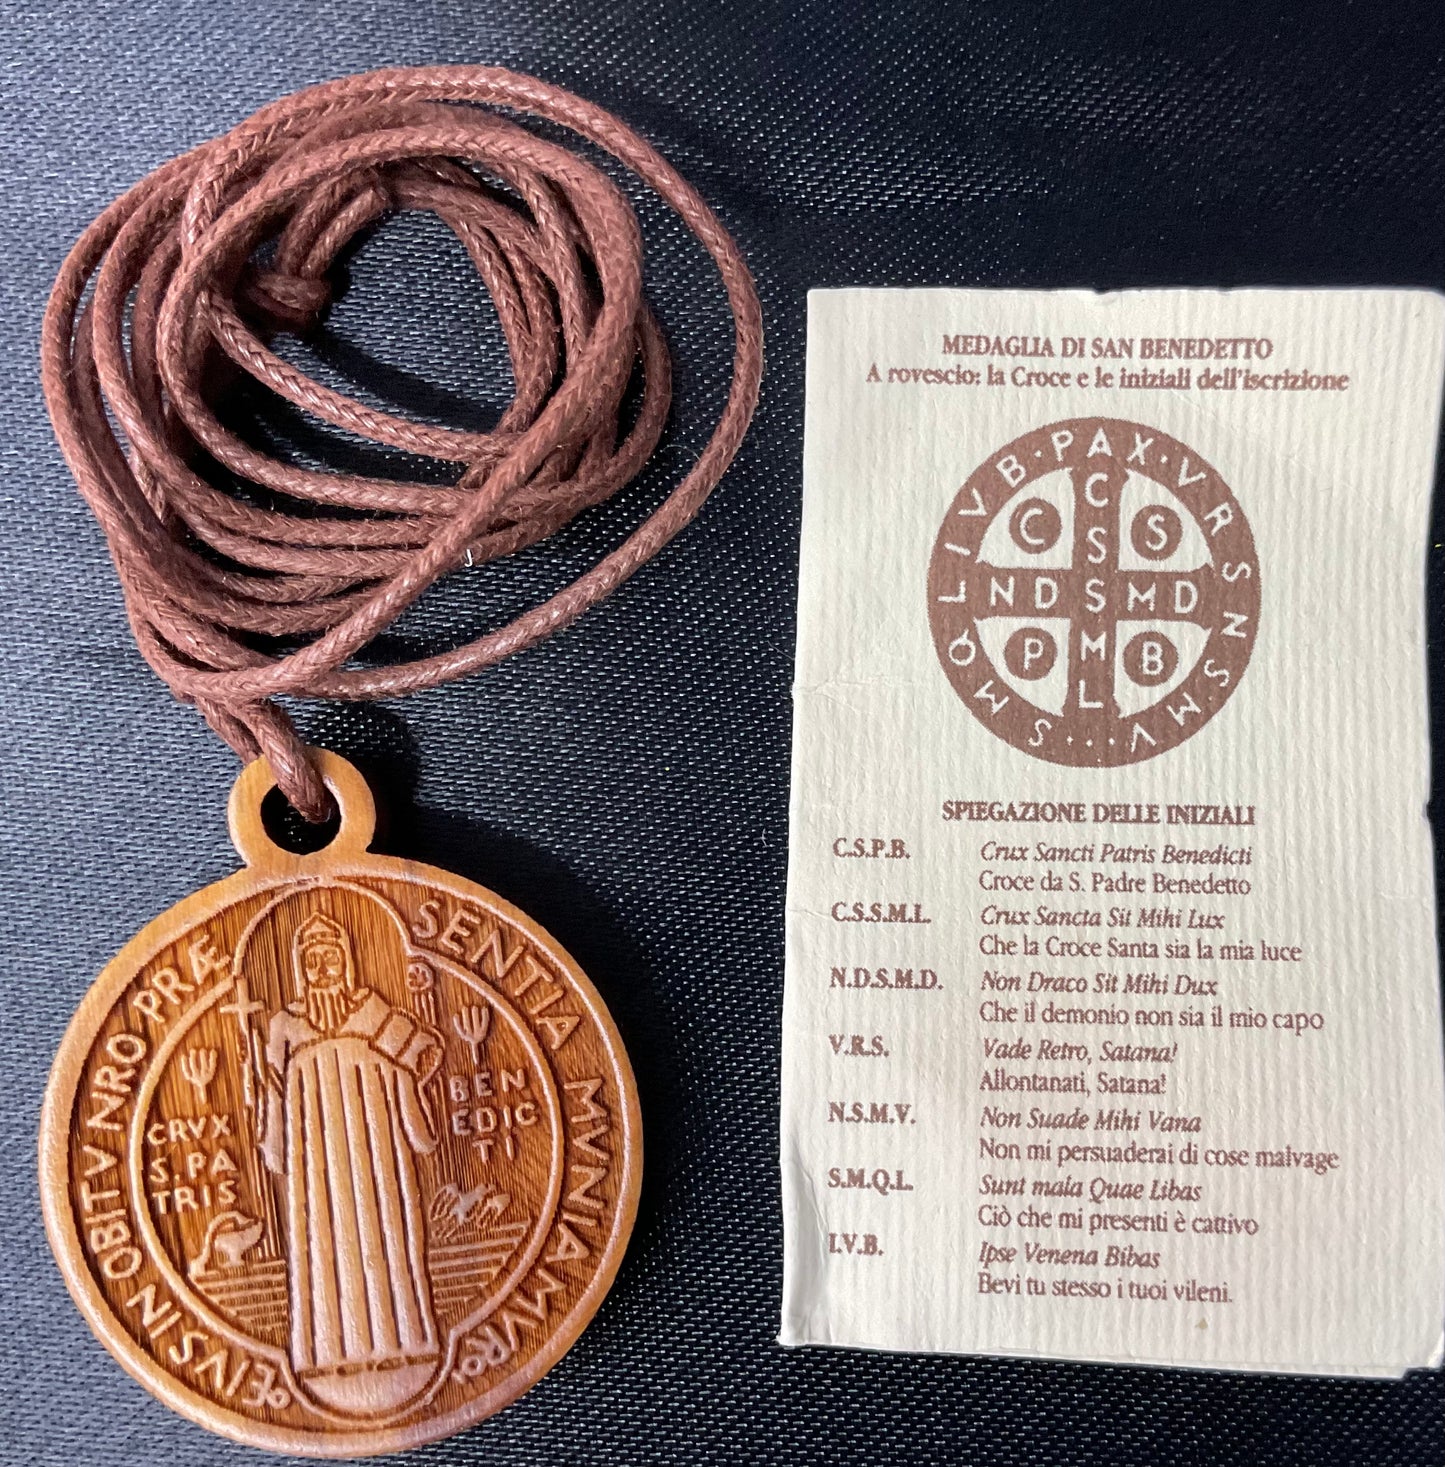 EIVS IN OBITV NRO PRÆ
SENTIA MVNIAMVR
CRVX
S.PA
TRIS
BEN
EDIC
TI
MEDAGLIA DI SAN BENEDETTO
A rovescio: la Croce e le iniziali dell'iscrizione
PAX·VRSNSMV···SMQLIVB·
C S
C
S
N D S M D
M
L
P B
SPIEGAZIONE DELLE INIZIALI
C.S.P.B. Crux Sancti Patris Benedicti
Croce da S. Padre Benedetto
C.S.S.M.L. Crux Sancta Sit Mihi Lux
Che la Croce Santa sia la mia luce
N.D.S.M.D. Non Draco Sit Mihi Dux
Che il demonio non sia il mio capo
V.R.S. Vade Retro, Satana!
Allontanati, Satana!
N.S.M.V. Non Suade Mihi Vana
Non mi persuaderai di cose malvage
S.M.Q.L. Sunt mala Quae Libas
Ciò che mi presenti è cattivo
I.V.B. Ipse Venena Bibas
Bevi tu stesso i tuoi vileni.